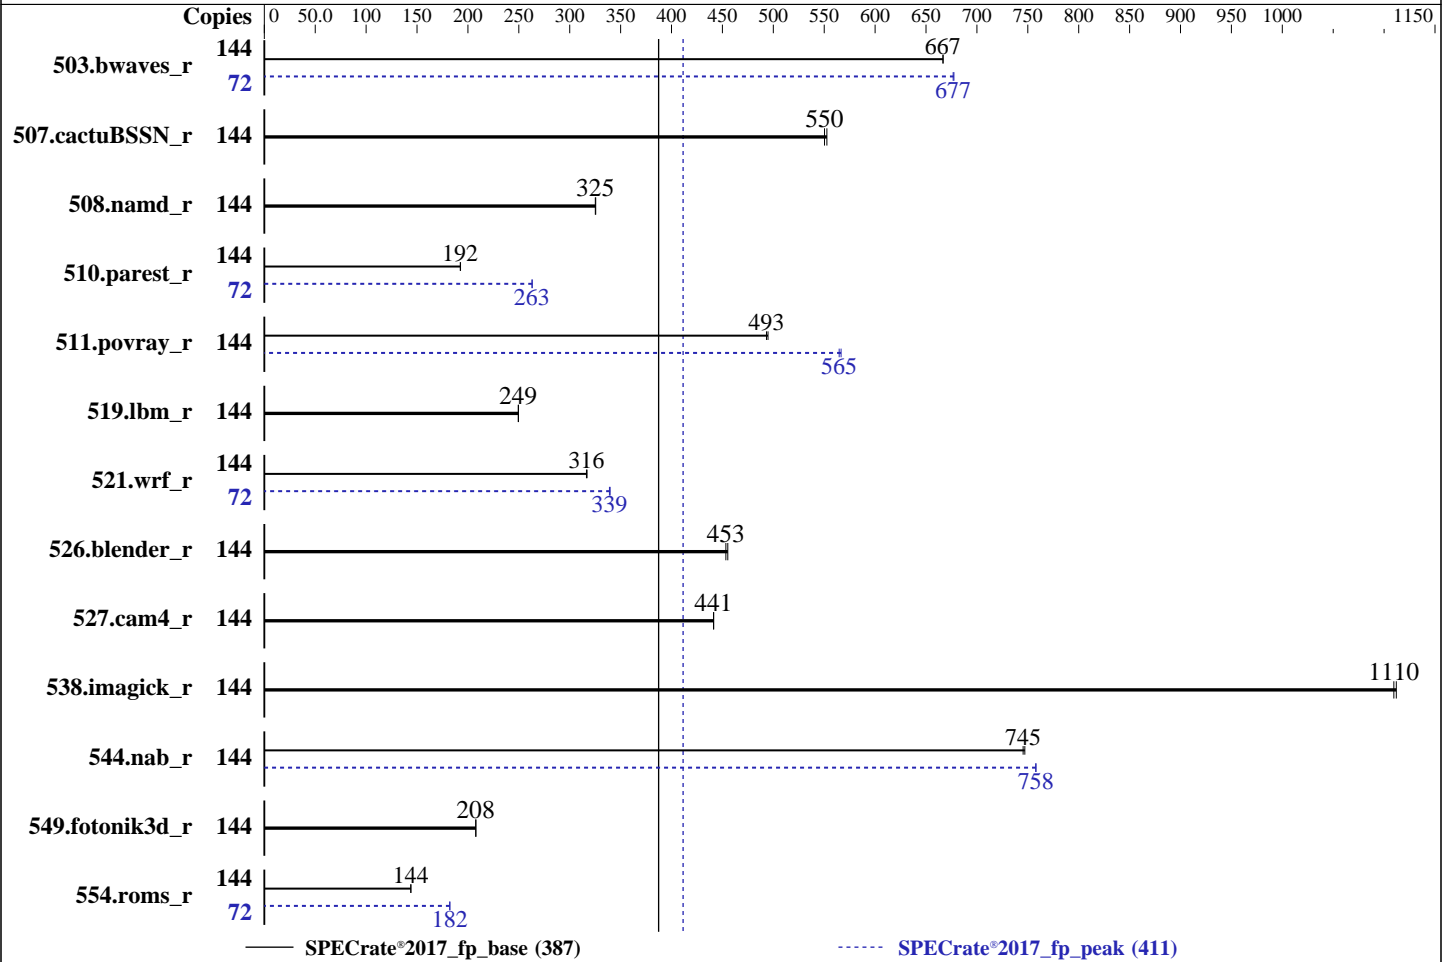 Copies 0 50.0 100 150 200 250 300 350 400 450 500 550 600 650 700 750 800 850 900 950 1000 1150
503.bwaves_r 144 667
72 677
507.cactuBSSN_r 144 550
508.namd_r 144 325
510.parest_r 144 192
72 263
511.povray_r 144 493
565
519.lbm_r 144 249
521.wrf_r 144 316
72 339
526.blender_r 144 453
527.cam4_r 144 441
538.imagick_r 144 1110
544.nab_r 144 745
758
549.fotonik3d_r 144 208
554.roms_r 144 144
72 182
SPECrate®2017_fp_base (387) SPECrate®2017_fp_peak (411)